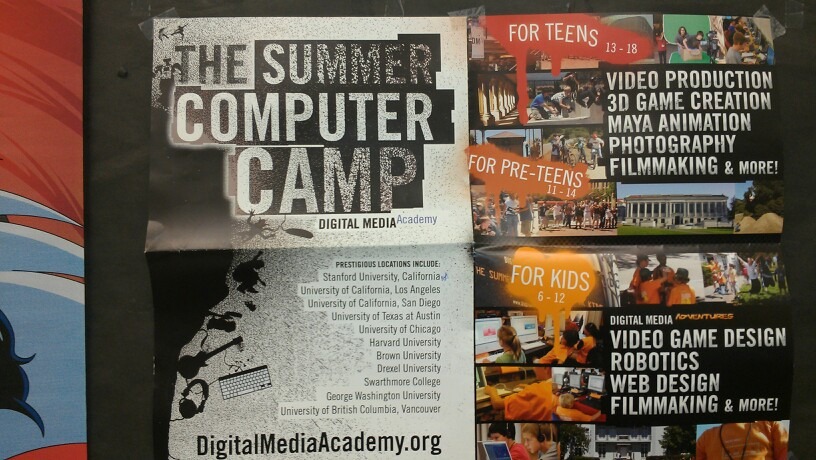 THE SUMMER
COMPUTER
CAMP
DIGITAL MEDIA Academy
PRESTIGIOUS LOCATIONS INCLUDE:
Stanford University, California
University of California, Los Angeles
University of California, San Diego
University of Texas at Austin
University of Chicago
Harvard University
Brown University
Drexel University
Swarthmore College
George Washington University
University of British Columbia, Vancouver
DigitalMediaAcademy.org
FOR TEENS
13 - 18
VIDEO PRODUCTION
3D GAME CREATION
MAYA ANIMATION
PHOTOGRAPHY
FILMMAKING & MORE!
FOR PRE-TEENS
11 - 14
FOR KIDS
6 - 12
DIGITAL MEDIA ADVENTURES
VIDEO GAME DESIGN
ROBOTICS
WEB DESIGN
FILMMAKING & MORE!